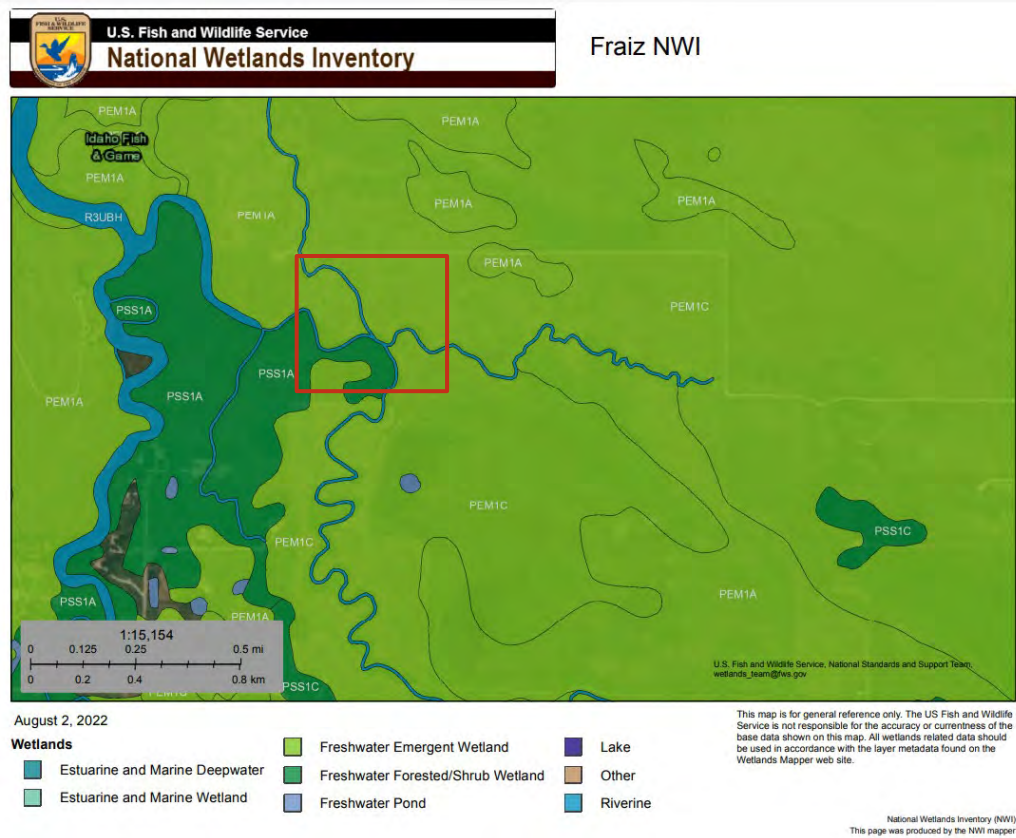 U.S.
FISH & WILDLIFE
SERVICE
U.S. Fish and Wildlife Service
National Wetlands Inventory
Fraiz NWI
PEM1A
PEM1A
Idaho Fish
& Game
PEM1A
PEM1A
PEM1A
R3UBH
PEM1A
PEM1A
PEM1C
PSS1A
PSS1A
PSS1A
PEM1A
PEM1C
PSS1C
PEM1C
PEM1A
PSS1A
PEM1A
1:15,154
0 0.125 0.25 0.5 mi
0 0.2 0.4 0.8 km
PSS1C
U.S. Fish and Wildlife Service, National Standards and Support Team,
wetlands_team@fws.gov
August 2, 2022
Wetlands
Estuarine and Marine Deepwater
Estuarine and Marine Wetland
Freshwater Emergent Wetland
Freshwater Forested/Shrub Wetland
Freshwater Pond
Lake
Other
Riverine
This map is for general reference only. The US Fish and Wildlife
Service is not responsible for the accuracy or currentness of the
base data shown on this map. All wetlands related data should
be used in accordance with the layer metadata found on the
Wetlands Mapper web site.
National Wetlands Inventory (NWI)
This page was produced by the NWI mapper